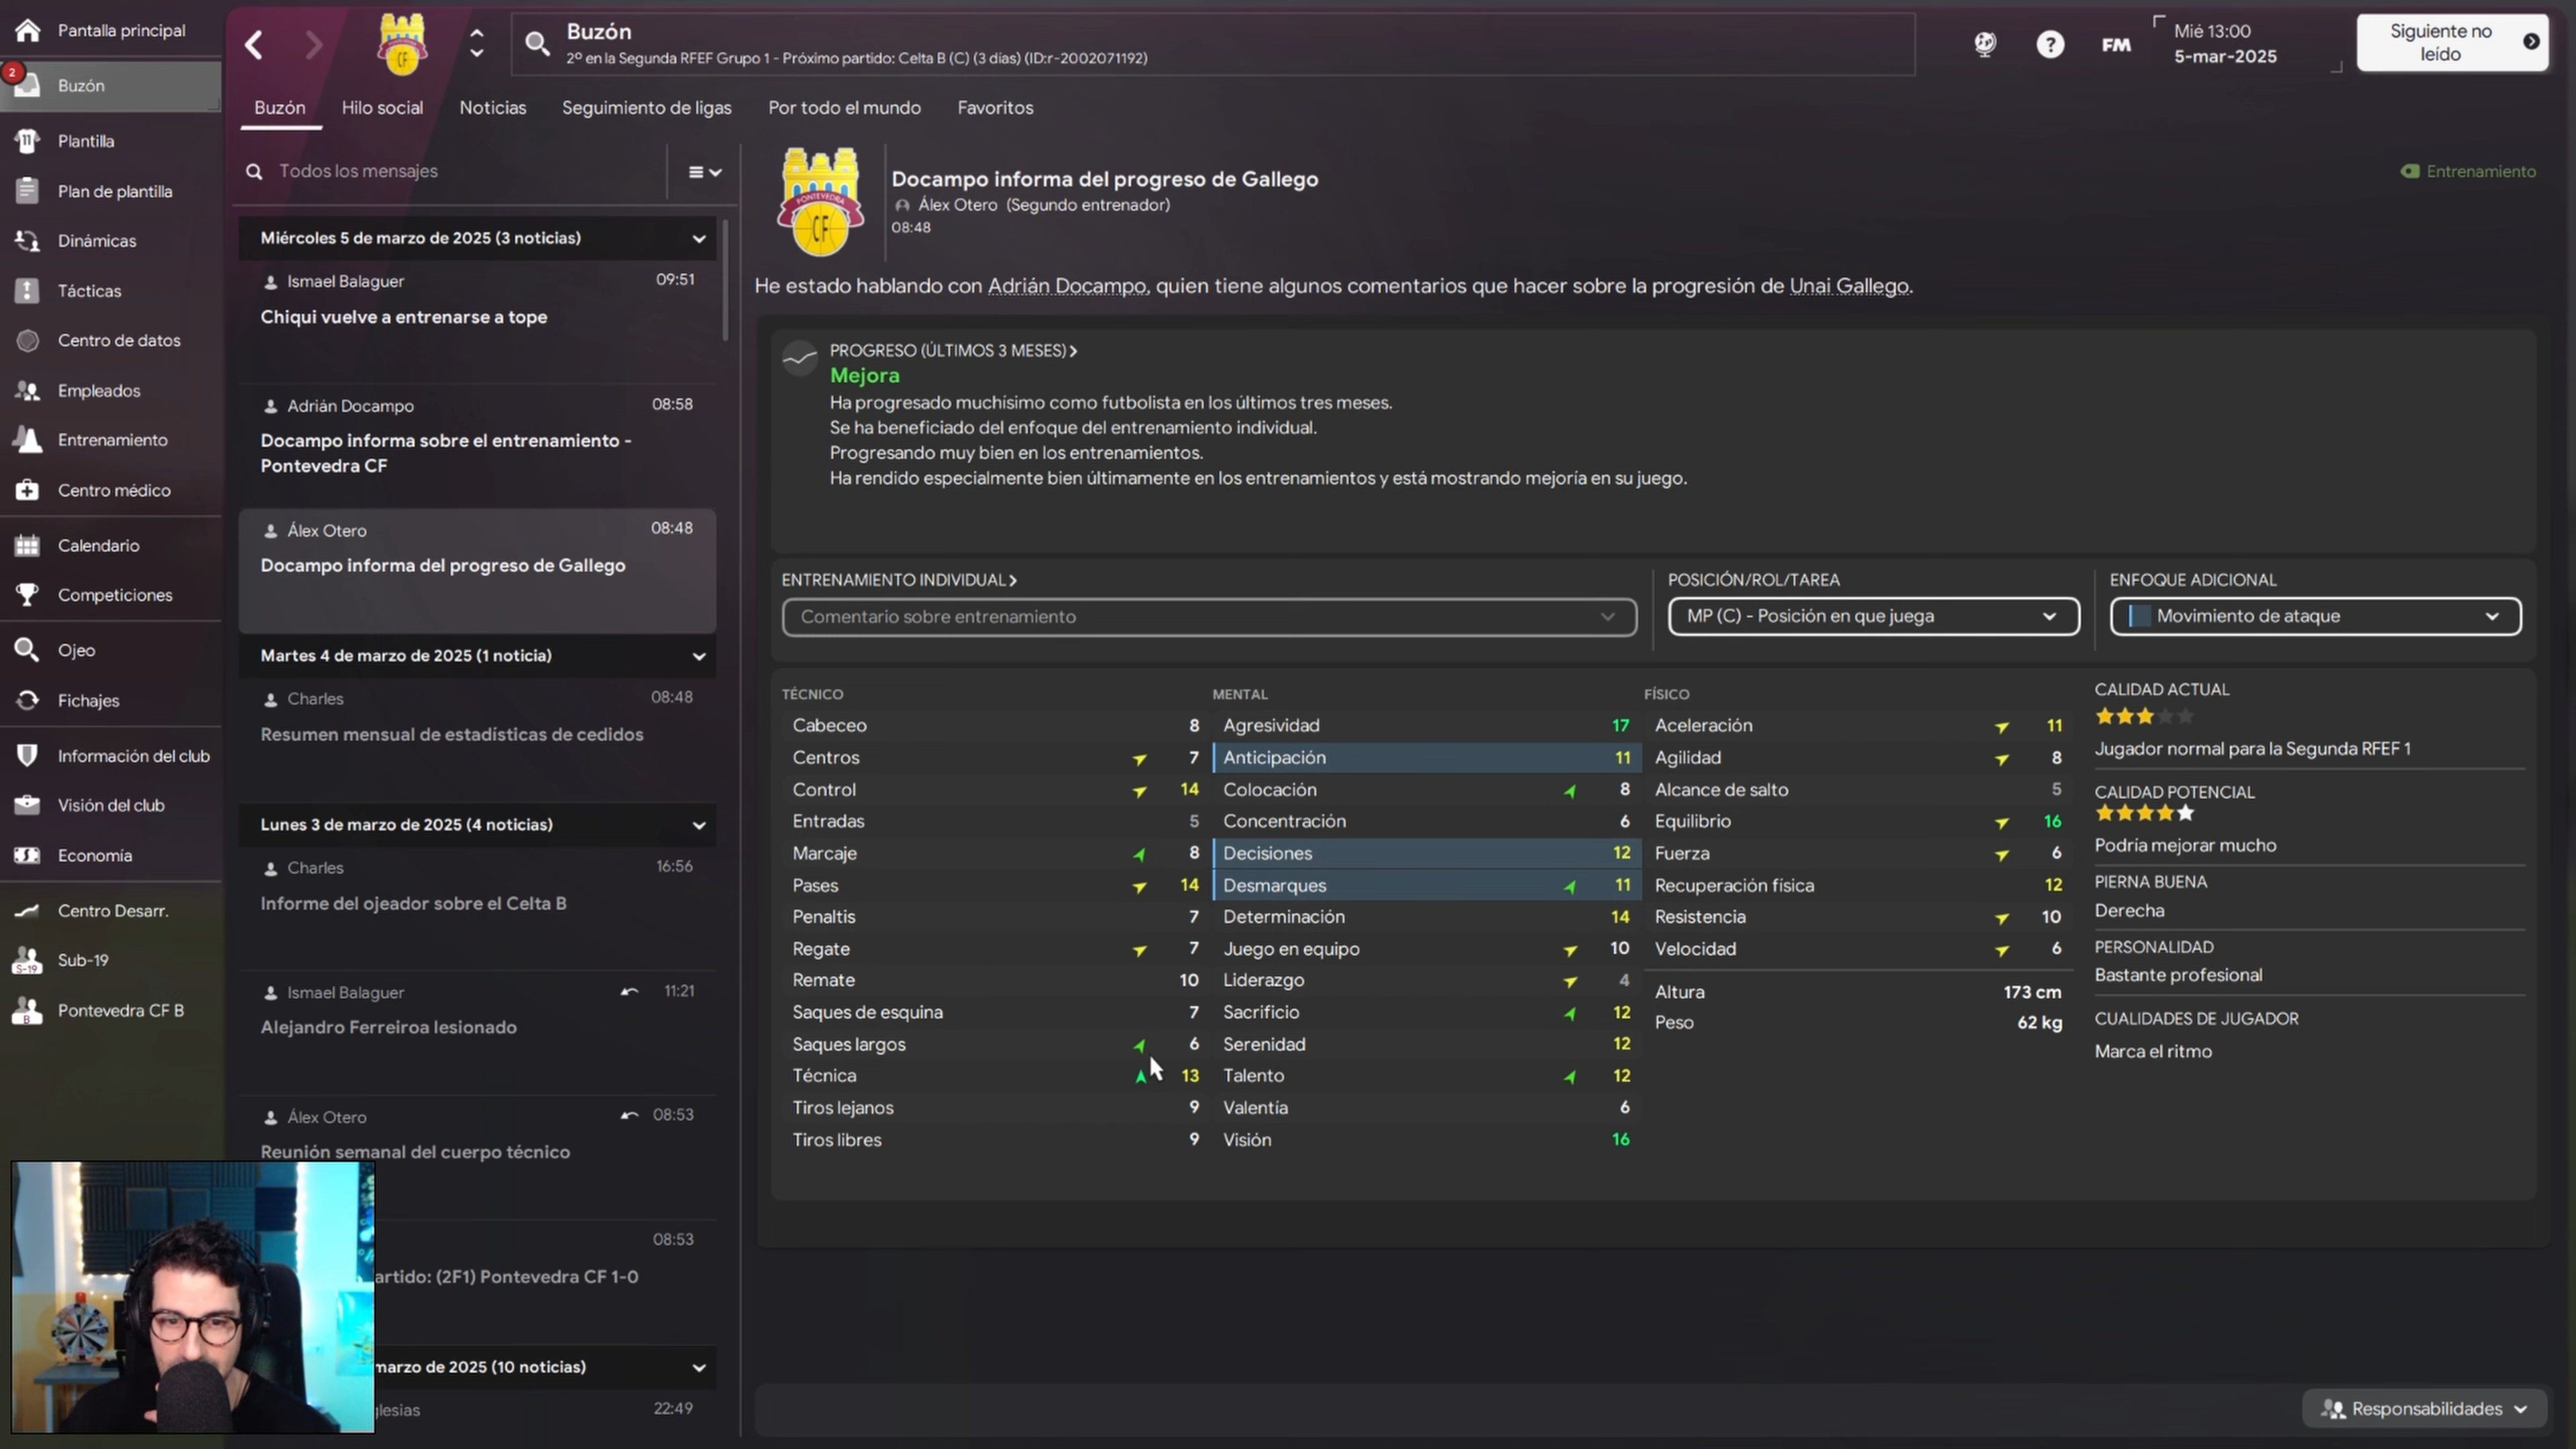 Pantalla principal
2
Buzón
Plantilla
Plan de plantilla
Dinámicas
Tácticas
Centro de datos
Empleados
Entrenamiento
Centro médico
Calendario
Competiciones
Ojeo
Fichajes
Información del club
Visión del club
Economía
Centro Desarr.
S-19
Sub-19
B
Pontevedra CF B
Buzón
2º en la Segunda RFEF Grupo 1 - Próximo partido: Celta B (C) (3 días) (ID:r-2002071192)
?
FM
Mié 13:00
5-mar-2025
Siguiente no
leído
Buzón
Hilo social
Noticias
Seguimiento de ligas
Por todo el mundo
Favoritos
Todos los mensajes
Miércoles 5 de marzo de 2025 (3 noticias)
Ismael Balaguer 09:51
Chiqui vuelve a entrenarse a tope
Adrián Docampo 08:58
Docampo informa sobre el entrenamiento -
Pontevedra CF
Álex Otero 08:48
Docampo informa del progreso de Gallego
Martes 4 de marzo de 2025 (1 noticia)
Charles 08:48
Resumen mensual de estadísticas de cedidos
Lunes 3 de marzo de 2025 (4 noticias)
Charles 16:56
Informe del ojeador sobre el Celta B
Ismael Balaguer 11:21
Alejandro Ferreiroa lesionado
Álex Otero 08:53
Reunión semanal del cuerpo técnico
08:53
artido: (2F1) Pontevedra CF 1-0
marzo de 2025 (10 noticias)
glesias 22:49
PONTEVEDRA
CF
Docampo informa del progreso de Gallego
Álex Otero (Segundo entrenador)
08:48
Entrenamiento
He estado hablando con Adrián Docampo, quien tiene algunos comentarios que hacer sobre la progresión de Unai Gallego.
PROGRESO (ÚLTIMOS 3 MESES)
Mejora
Ha progresado muchísimo como futbolista en los últimos tres meses.
Se ha beneficiado del enfoque del entrenamiento individual.
Progresando muy bien en los entrenamientos.
Ha rendido especialmente bien últimamente en los entrenamientos y está mostrando mejoría en su juego.
ENTRENAMIENTO INDIVIDUAL
Comentario sobre entrenamiento
POSICIÓN/ROL/TAREA
MP (C) - Posición en que juega
ENFOQUE ADICIONAL
Movimiento de ataque
TÉCNICO
Cabeceo 8
Centros 7
Control 14
Entradas 5
Marcaje 8
Pases 14
Penaltis 7
Regate 7
Remate 10
Saques de esquina 7
Saques largos 6
Técnica 13
Tiros lejanos 9
Tiros libres 9
MENTAL
Agresividad 17
Anticipación 11
Colocación 8
Concentración 6
Decisiones 12
Desmarques 11
Determinación 14
Juego en equipo 10
Liderazgo 4
Sacrificio 12
Serenidad 12
Talento 12
Valentía 6
Visión 16
FÍSICO
Aceleración 11
Agilidad 8
Alcance de salto 5
Equilibrio 16
Fuerza 6
Recuperación física 12
Resistencia 10
Velocidad 6
Altura 173 cm
Peso 62 kg
CALIDAD ACTUAL
Jugador normal para la Segunda RFEF 1
CALIDAD POTENCIAL
Podría mejorar mucho
PIERNA BUENA
Derecha
PERSONALIDAD
Bastante profesional
CUALIDADES DE JUGADOR
Marca el ritmo
Responsabilidades